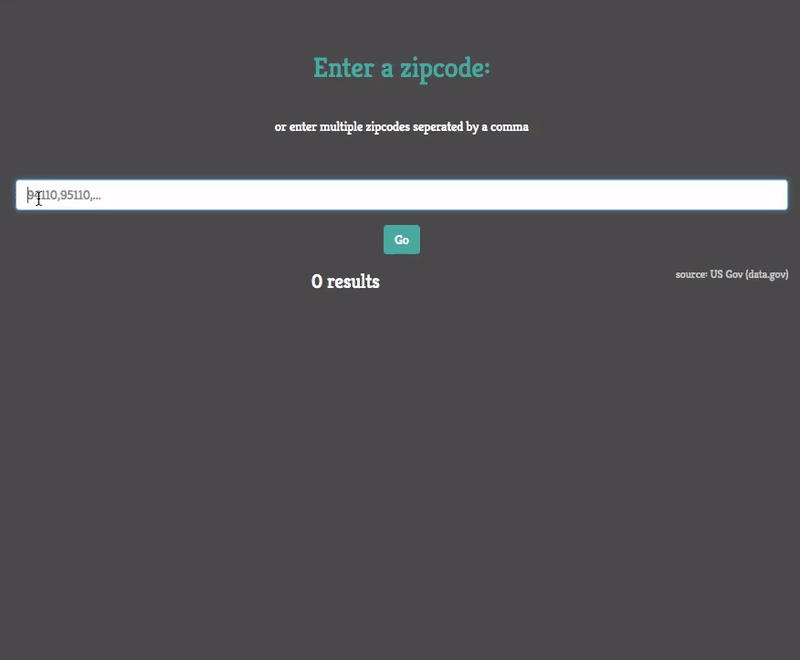 Enter a zipcode:
or enter multiple zipcodes seperated by a comma
94110,95110,...
Go
0 results
source: US Gov (data.gov)